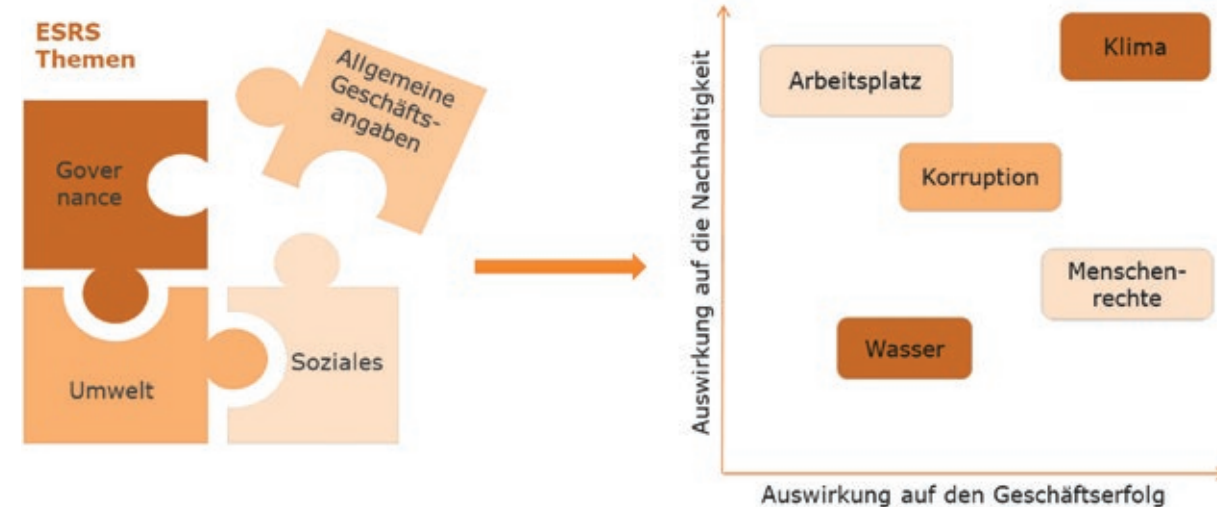 ESRS
Themen
Allgemeine
Geschäfts-
angaben
Gover
nance
Umwelt
Soziales
Auswirkung auf die Nachhaltigkeit
Klima
Arbeitsplatz
Korruption
Menschen-
rechte
Wasser
Auswirkung auf den Geschäftserfolg